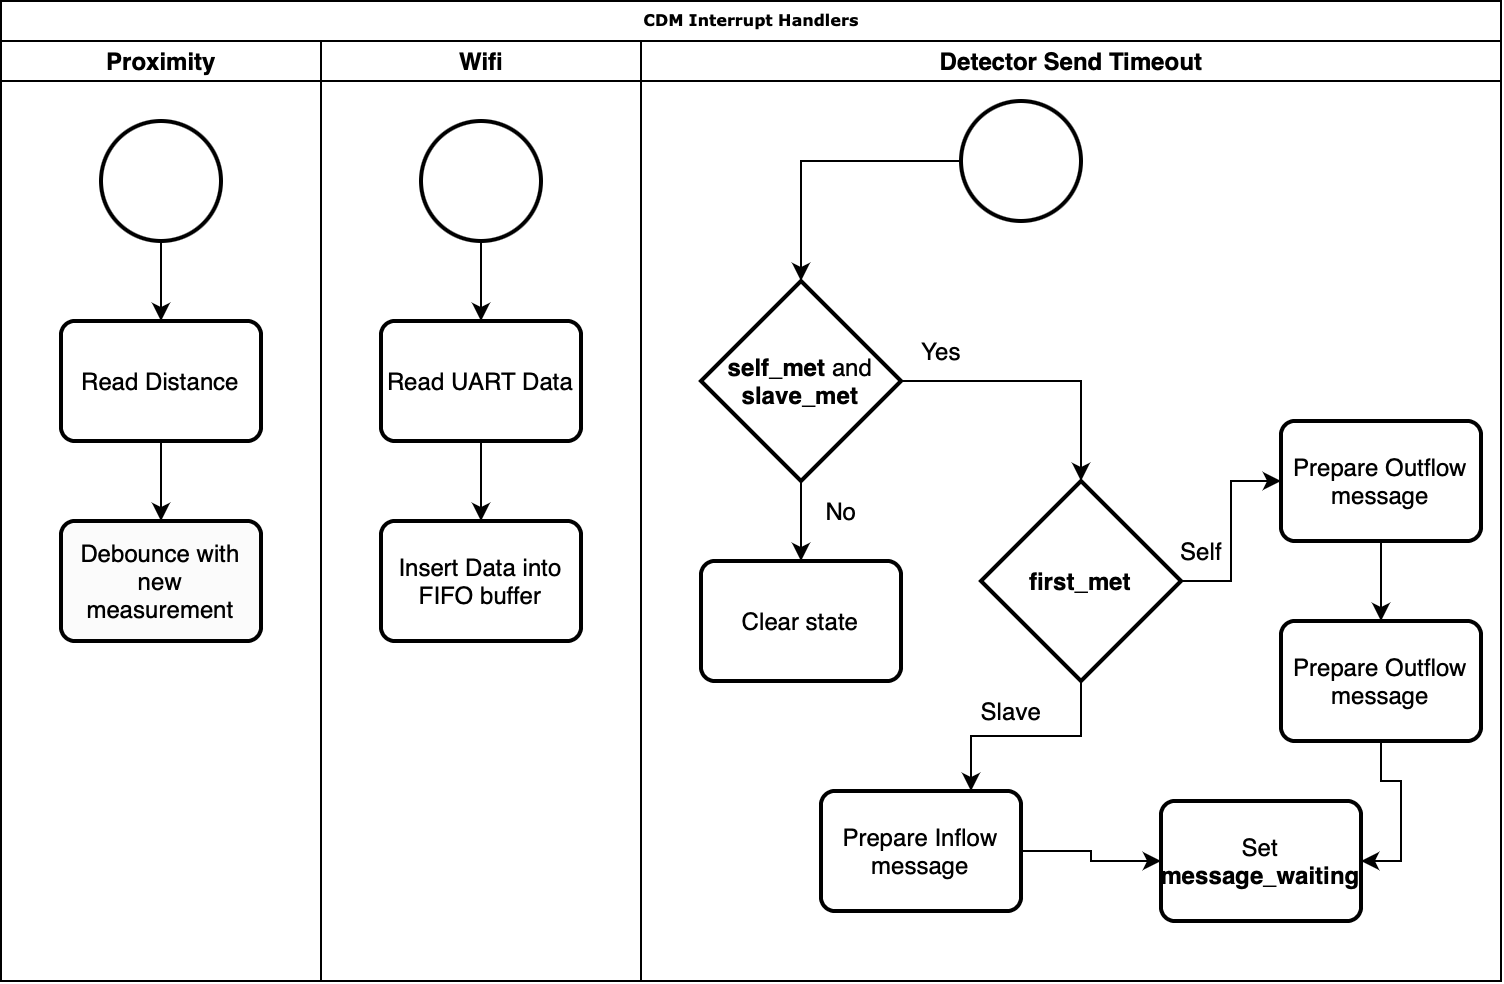 CDM Interrupt Handlers
Proximity
Wifi
Detector Send Timeout
Read Distance
Debounce with
new
measurement
Read UART Data
Insert Data into
FIFO buffer
self_met and
slave_met
Yes
No
Clear state
first_met
Self
Slave
Prepare Outflow
message
Prepare Outflow
message
Prepare Inflow
message
Set
message_waiting